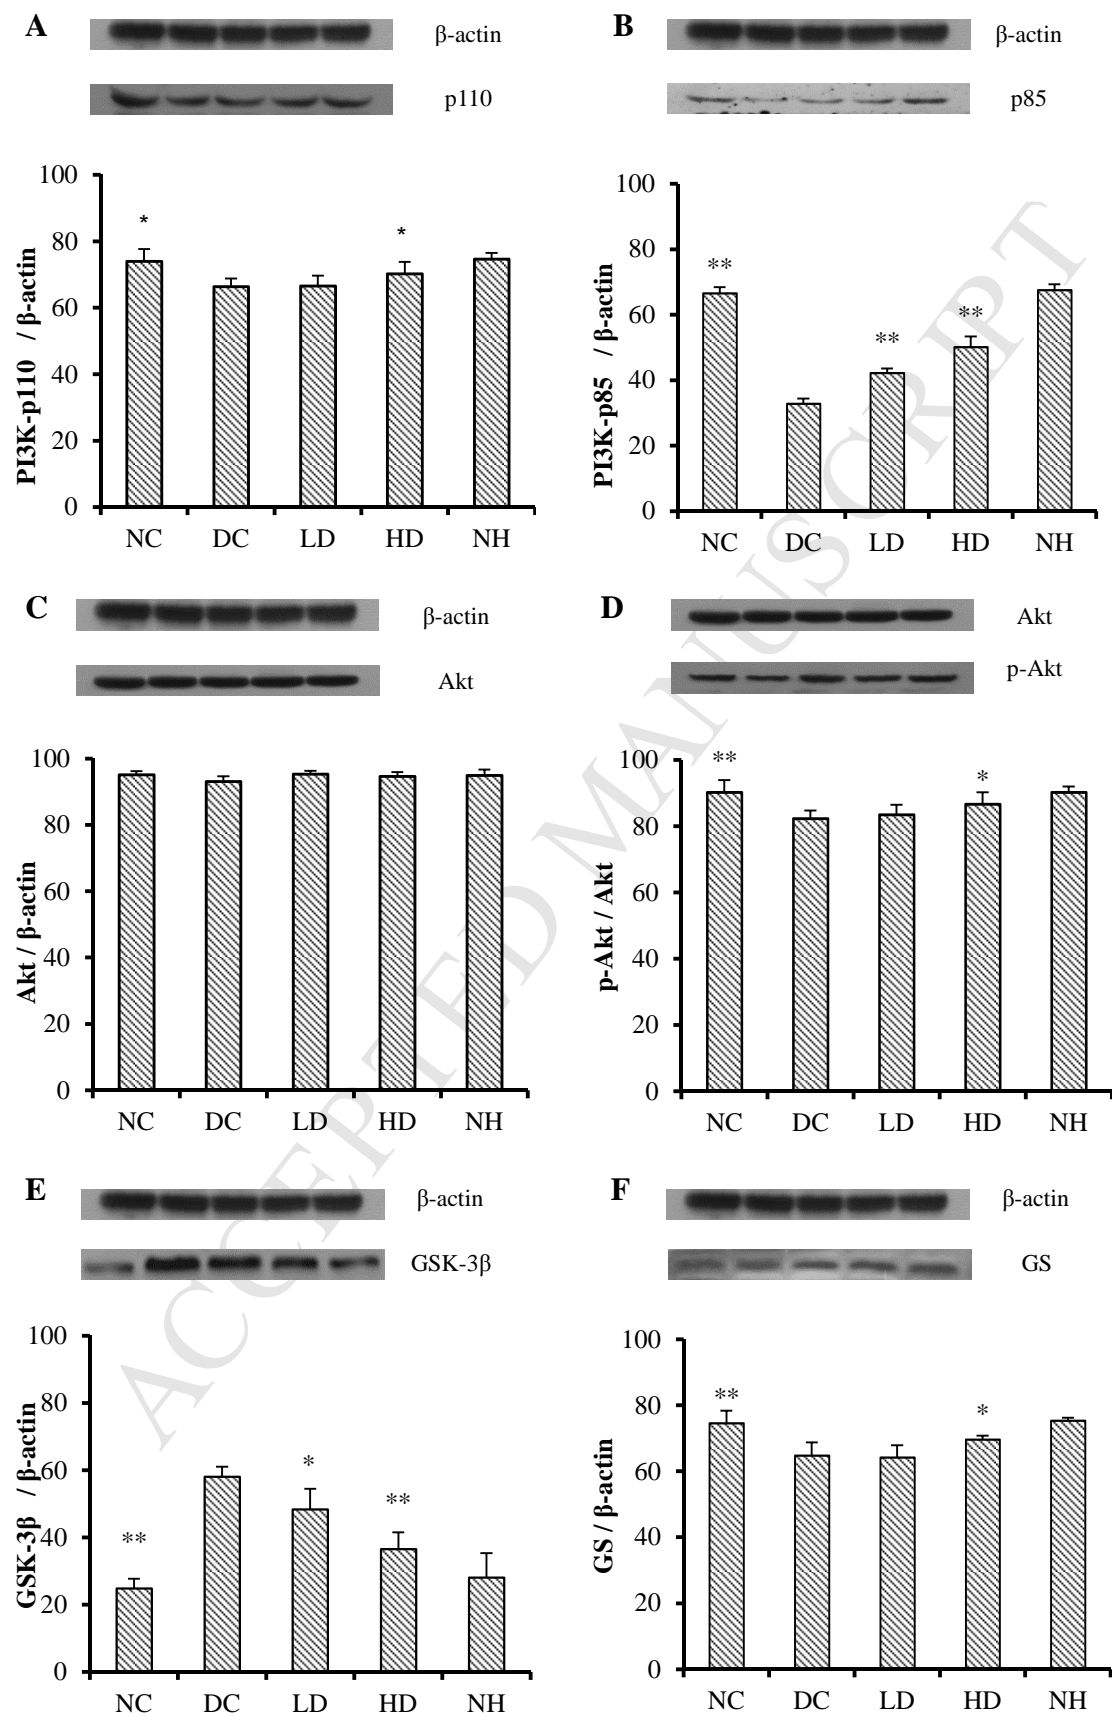 A
β-actin
p110
100
80
60
40
20
0
PI3K-p110 / β-actin
*
*
NC DC LD HD NH
B
β-actin
p85
100
80
60
40
20
0
PI3K-p85 / β-actin
**
**
**
NC DC LD HD NH
C
β-actin
Akt
100
80
60
40
20
0
Akt / β-actin
NC DC LD HD NH
D
Akt
p-Akt
100
80
60
40
20
0
p-Akt / Akt
**
*
NC DC LD HD NH
E
β-actin
GSK-3β
100
80
60
40
20
0
GSK-3β / β-actin
**
*
**
NC DC LD HD NH
F
β-actin
GS
100
80
60
40
20
0
GS / β-actin
**
*
NC DC LD HD NH
ACCEPTED MANUSCRIPT